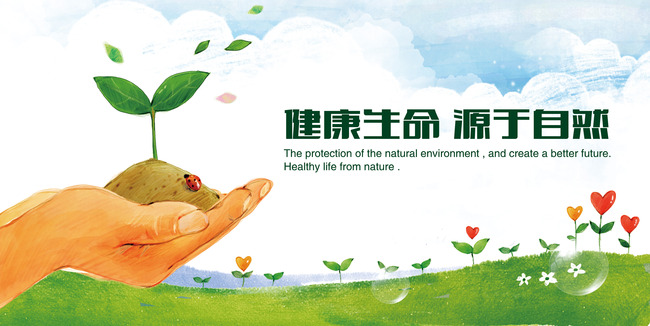 健康生命 源于自然
The protection of the natural environment , and create a better future.
Healthy life from nature .